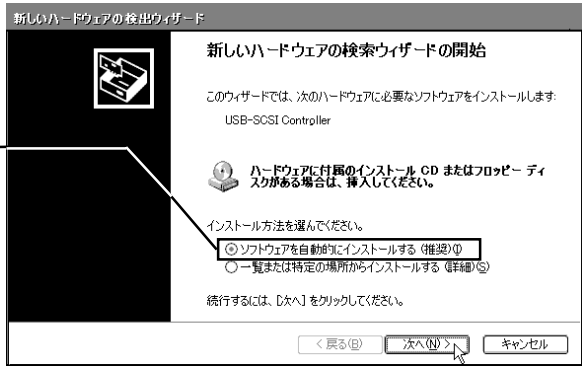 新しいハードウェアの検出ウィザード
新しいハードウェアの検索ウィザードの開始
このウィザードでは、次のハードウェアに必要なソフトウェアをインストールします:
USB-SCSI Controller
ハードウェアに付属のインストール CD またはフロッピー ディ
スクがある場合は、挿入してください。
インストール方法を選んでください。
ソフトウェアを自動的にインストールする (推奨)(I)
一覧または特定の場所からインストールする (詳細)(S)
続行するには、[次へ] をクリックしてください。
< 戻る(B) 次へ(N) > キャンセル